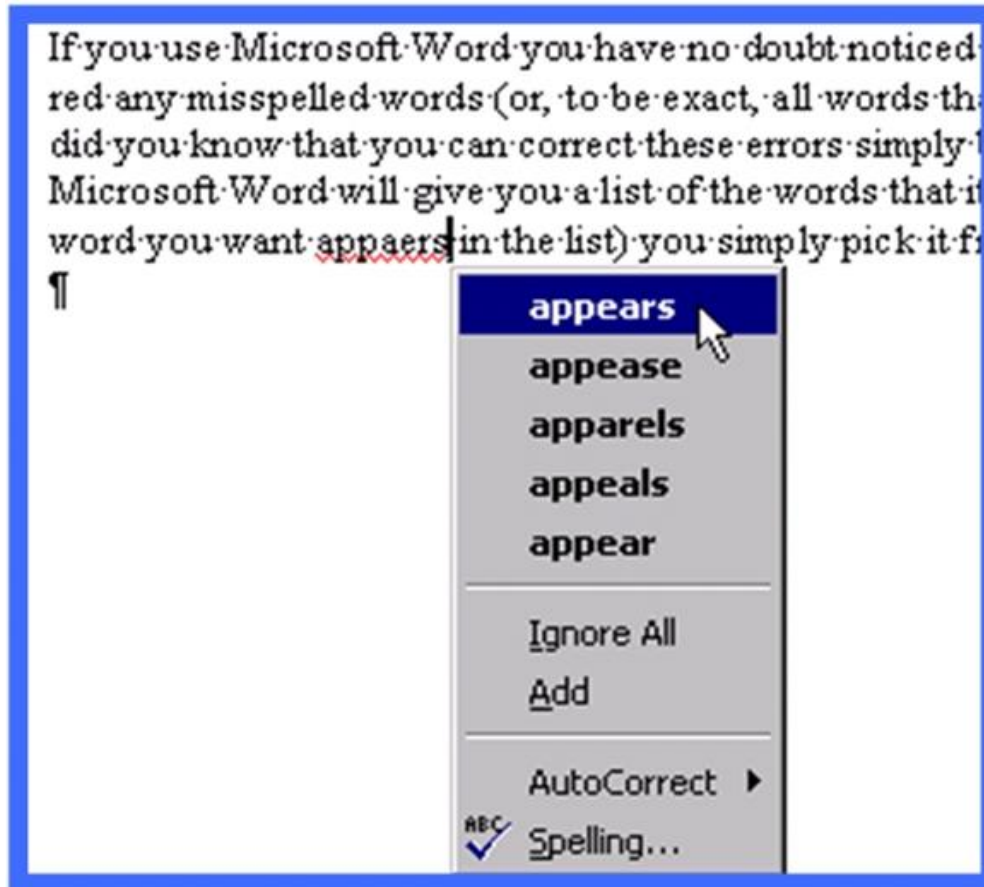 If you use Microsoft Word you have no doubt noticed
red any misspelled words (or, to be exact, all words
did you know that you can correct these errors simply
Microsoft Word will give you a list of the words that
word you want appaers in the list) you simply pick it
¶
appears
appease
apparels
appeals
appear
Ignore All
Add
AutoCorrect
ABC Spelling...